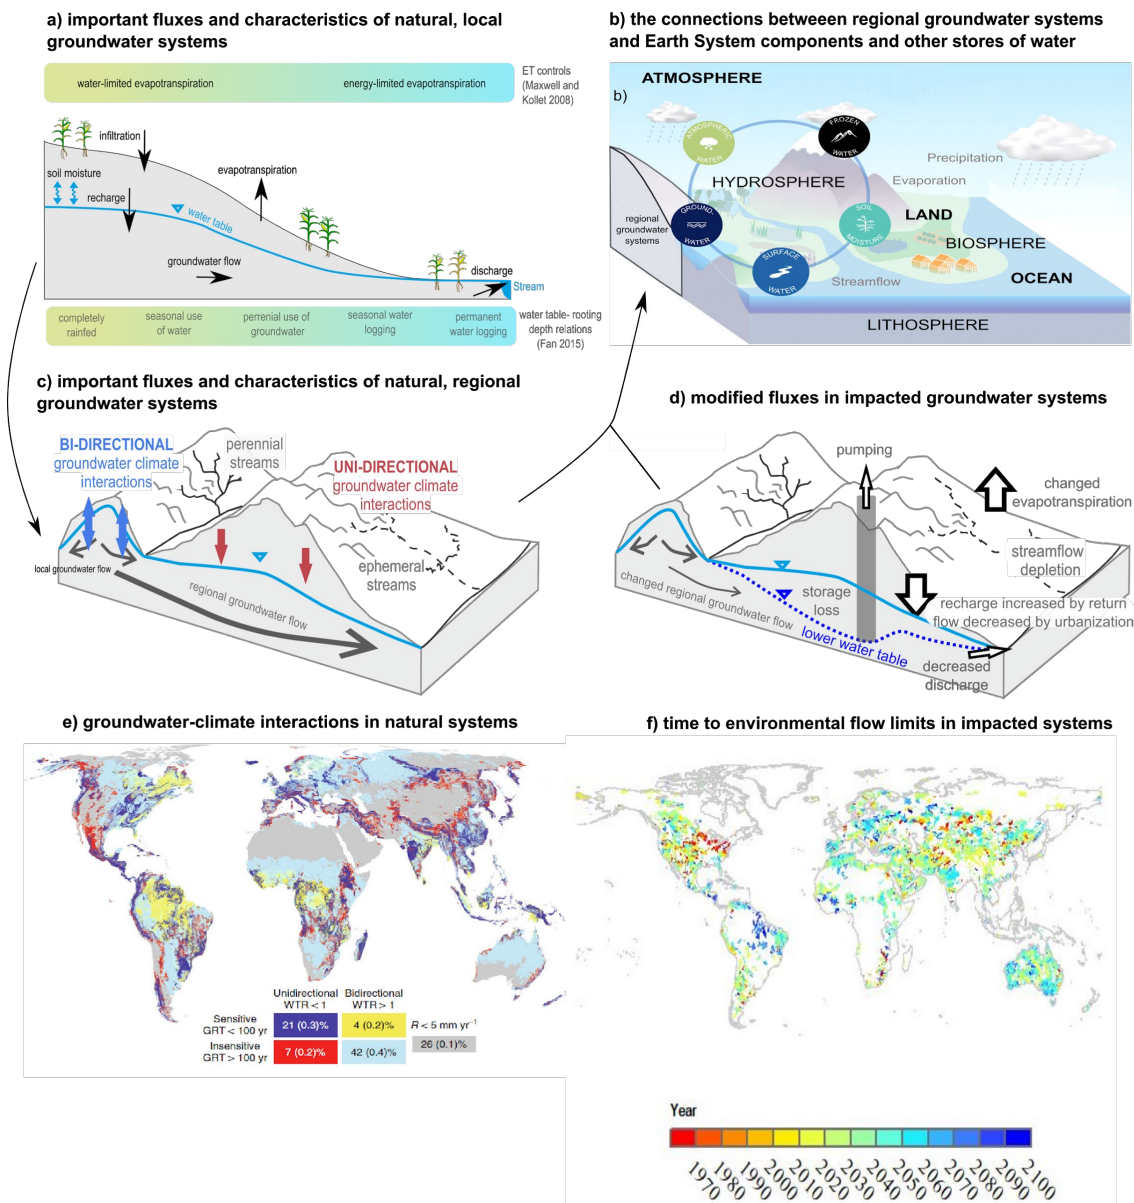 a) important fluxes and characteristics of natural, local
groundwater systems
water-limited evapotranspiration
energy-limited evapotranspiration
ET controls
(Maxwell and
Kollet 2008)
infiltration
soil moisture
recharge
evapotranspiration
water table
groundwater flow
discharge
Stream
completely
rainfed
seasonal use
of water
perrenial use of
groundwater
seasonal water
logging
permanent
water logging
water table- rooting
depth relations
(Fan 2015)
b) the connections betweeen regional groundwater systems
and Earth System components and other stores of water
ATMOSPHERE
b)
ATMOSPHERIC
WATER
FROZEN
WATER
Precipitation
Evaporation
HYDROSPHERE
regional
groundwater
systems
GROUND-
WATER
SOIL
MOISTURE
LAND
BIOSPHERE
SURFACE
WATER
Streamflow
OCEAN
LITHOSPHERE
c) important fluxes and characteristics of natural, regional
groundwater systems
BI-DIRECTIONAL
groundwater climate
interactions
perennial
streams
UNI-DIRECTIONAL
groundwater climate
interactions
local groundwater flow
ephemeral
streams
regional groundwater flow
d) modified fluxes in impacted groundwater systems
pumping
changed
evapotranspiration
streamflow
depletion
changed regional groundwater flow
storage
loss
recharge increased by return
flow decreased by urbanization
lower water table
decreased
discharge
e) groundwater-climate interactions in natural systems
Unidirectional
WTR < 1
Bidirectional
WTR > 1
Sensitive
GRT < 100 yr
21 (0.3)%
4 (0.2)%
R < 5 mm yr⁻¹
26 (0.1)%
Insensitive
GRT > 100 yr
7 (0.2)%
42 (0.4)%
f) time to environmental flow limits in impacted systems
Year
1970
1980
1990
2000
2010
2020
2030
2040
2050
2060
2070
2080
2090
2100